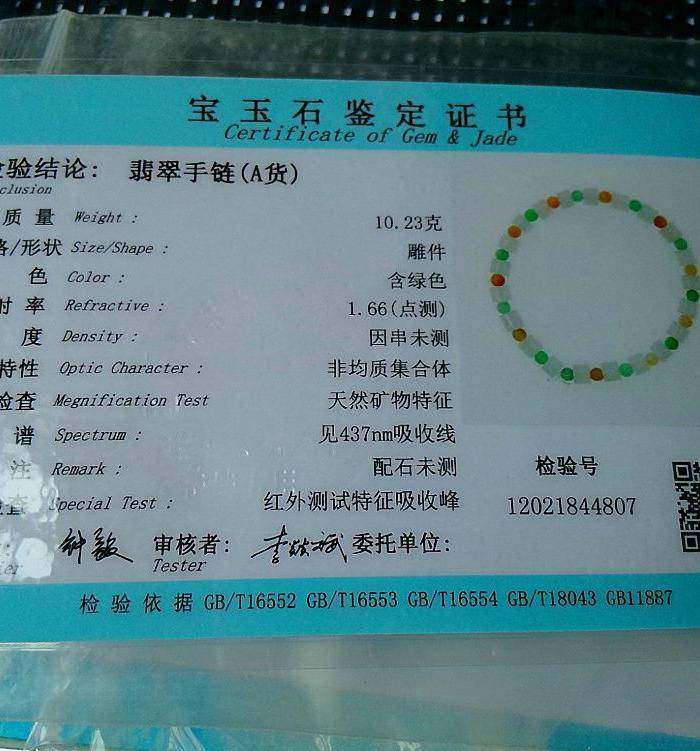 宝玉石鉴定证书
Certificate of Gem & Jade
验结论: 翡翠手链(A货)
clusion
质量 Weight : 10.23克
/形状 Size/Shape : 雕件
色 Color : 含绿色
射率 Refractive : 1.66(点测)
度 Density : 因串未测
特性 Optic Character : 非均质集合体
检查 Megnification Test 天然矿物特征
谱 Spectrum : 见437nm吸收线
注 Remark : 配石未测
检验号
查 Special Test : 红外测试特征吸收峰
12021844807
审核者: 委托单位:
Tester
检验依据 GB/T16552 GB/T16553 GB/T16554 GB/T18043 GB11887